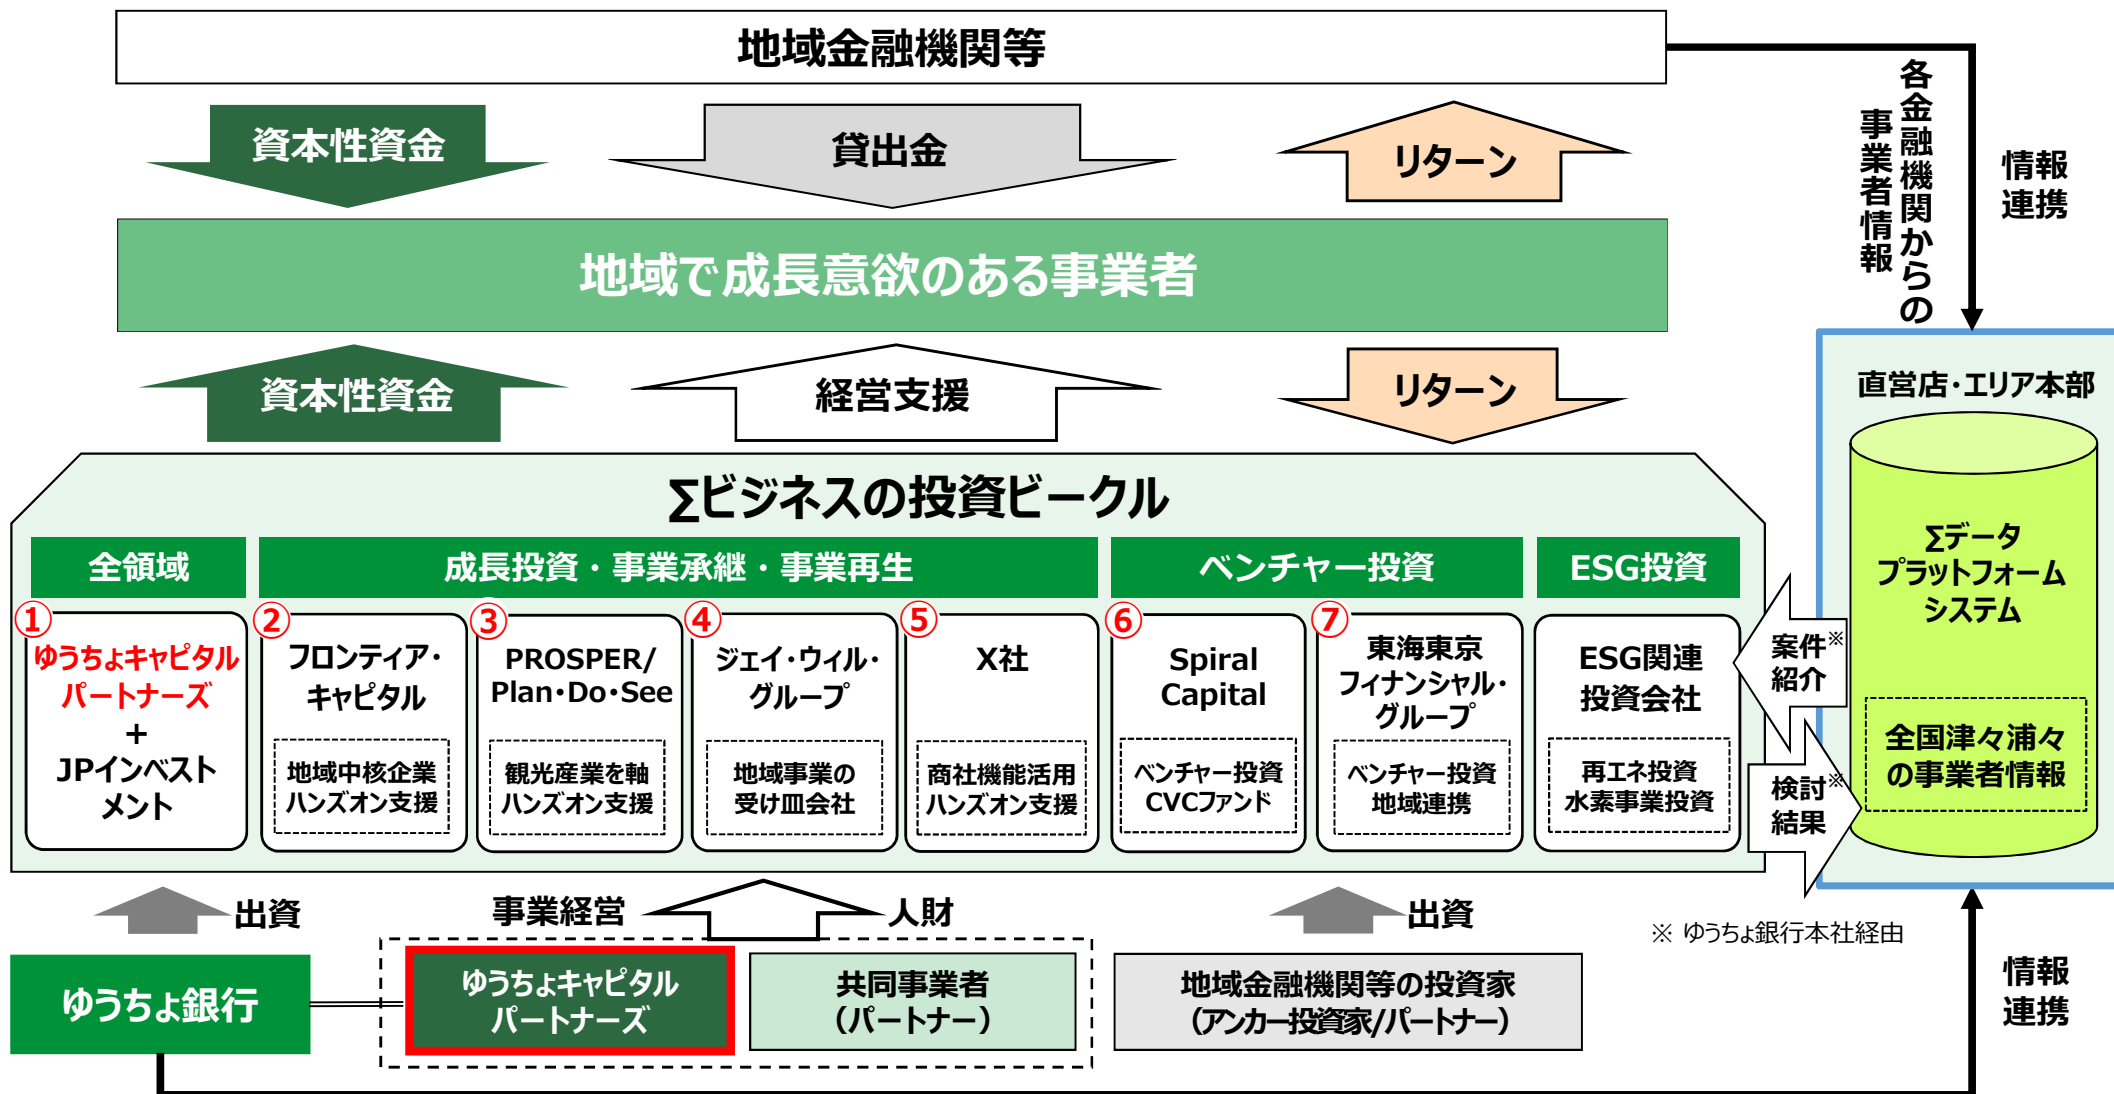 地域金融機関等
資本性資金
貸出金
リターン
各金融機関からの
事業者情報
情報
連携
地域で成長意欲のある事業者
資本性資金
経営支援
リターン
直営店・エリア本部
∑データ
プラットフォーム
システム
全国津々浦々
の事業者情報
∑ビジネスの投資ビークル
全領域
成長投資・事業承継・事業再生
ベンチャー投資
ESG投資
①
ゆうちょキャピタル
パートナーズ
+
JPインベスト
メント
②
フロンティア・
キャピタル
地域中核企業
ハンズオン支援
③
PROSPER/
Plan・Do・See
観光産業を軸
ハンズオン支援
④
ジェイ・ウィル・
グループ
地域事業の
受け皿会社
⑤
X社
商社機能活用
ハンズオン支援
⑥
Spiral
Capital
ベンチャー投資
CVCファンド
⑦
東海東京
フィナンシャル・
グループ
ベンチャー投資
地域連携
ESG関連
投資会社
再エネ投資
水素事業投資
案件※
紹介
検討※
結果
出資
事業経営
人財
出資
※ ゆうちょ銀行本社経由
ゆうちょ銀行
ゆうちょキャピタル
パートナーズ
共同事業者
（パートナー）
地域金融機関等の投資家
（アンカー投資家/パートナー）
情報
連携